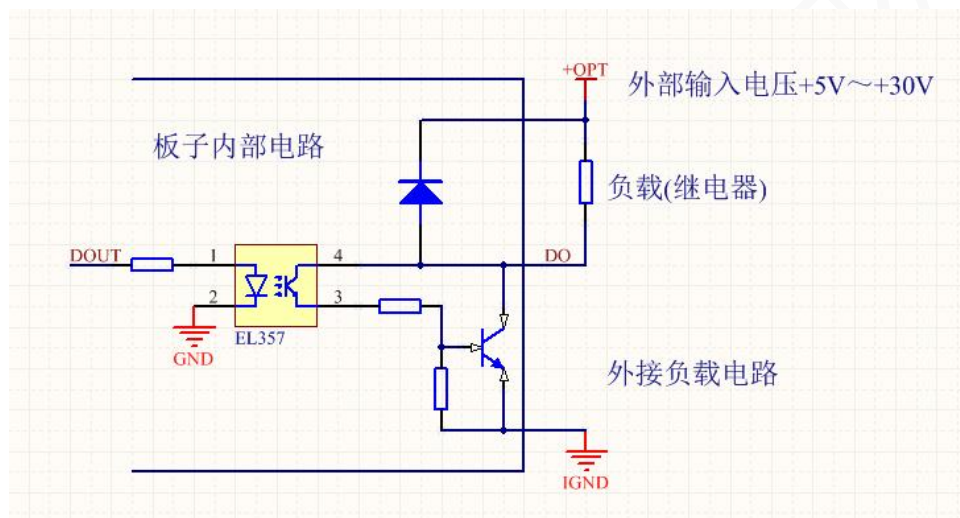 +OPT
外部输入电压+5V～+30V
板子内部电路
负载(继电器)
DOUT
1
4
DO
2
3
EL357
GND
外接负载电路
IGND